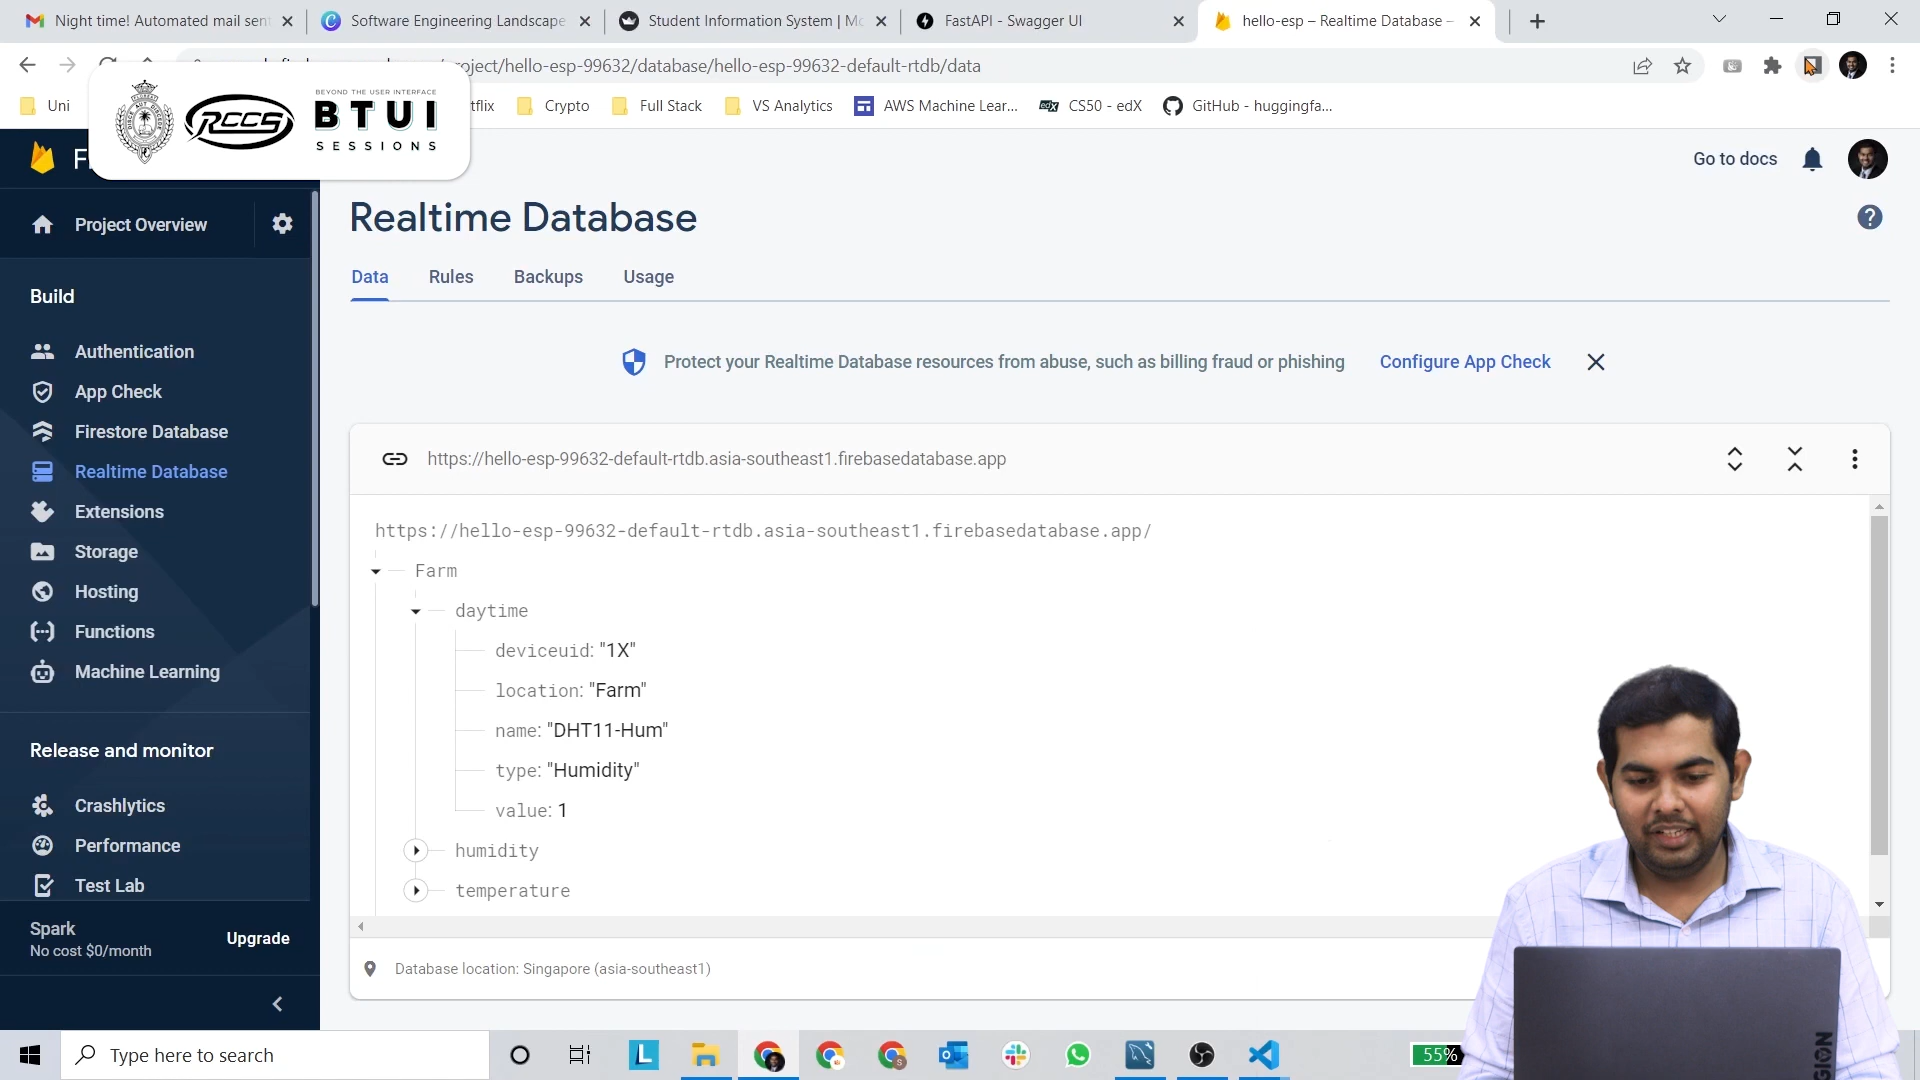 Night time! Automated mail sent
Software Engineering Landscape
Student Information System | Mo
FastAPI - Swagger UI
hello-esp – Realtime Database –
/project/hello-esp-99632/database/hello-esp-99632-default-rtdb/data
Uni
tflix
Crypto
Full Stack
VS Analytics
AWS Machine Lear...
CS50 - edX
GitHub - huggingfa...
RCCS
BEYOND THE USER INTERFACE
BTUI
SESSIONS
Go to docs
Project Overview
Build
Authentication
App Check
Firestore Database
Realtime Database
Extensions
Storage
Hosting
Functions
Machine Learning
Release and monitor
Crashlytics
Performance
Test Lab
Spark
No cost $0/month
Upgrade
Realtime Database
Data
Rules
Backups
Usage
Protect your Realtime Database resources from abuse, such as billing fraud or phishing
Configure App Check
https://hello-esp-99632-default-rtdb.asia-southeast1.firebasedatabase.app
https://hello-esp-99632-default-rtdb.asia-southeast1.firebasedatabase.app/
Farm
daytime
deviceuid: "1X"
location: "Farm"
name: "DHT11-Hum"
type: "Humidity"
value: 1
humidity
temperature
Database location: Singapore (asia-southeast1)
Type here to search
55%